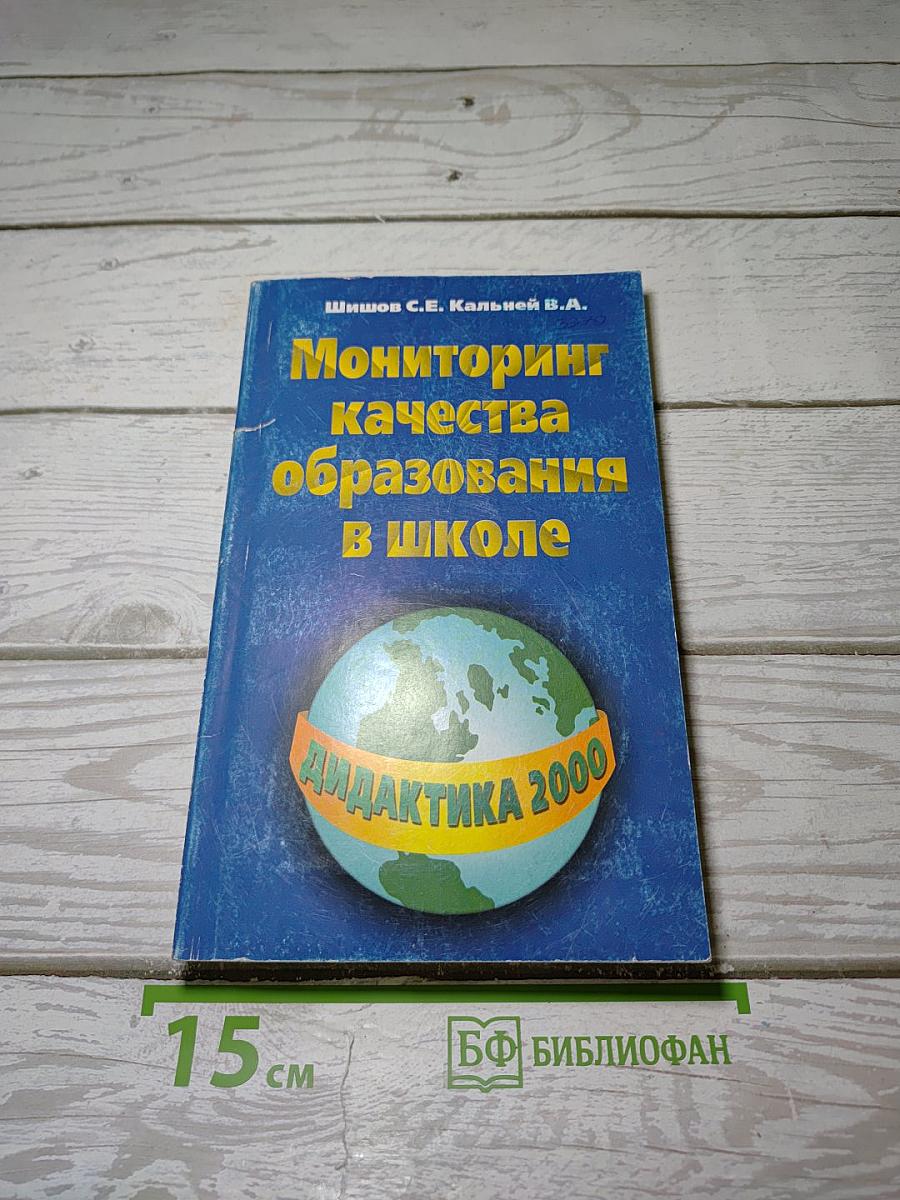 Шишов С.Е. Кальней В.А.
Мониторинг
качества
образования
в школе
ДИДАКТИКА 2000
15 см
БФ БИБЛИОФАН